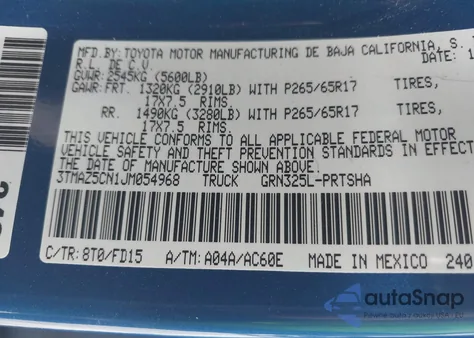 MFD.BY:TOYOTA MOTOR MANUFACTURING DE BAJA CALIFORNIA, S.
R.L. DE C.V. DATE: 1
GVWR: 2545KG (5600LB)
GAWR: FRT. 1320KG (2910LB) WITH P265/65R17 TIRES,
17X7.5 RIMS.
RR. 1490KG (3280LB) WITH P265/65R17 TIRES,
17X7.5 RIMS.
THIS VEHICLE CONFORMS TO ALL APPLICABLE FEDERAL MOTOR
VEHICLE SAFETY AND THEFT PREVENTION STANDARDS IN EFFECT
THE DATE OF MANUFACTURE SHOWN ABOVE.
3TMAZ5CN1JM054968 TRUCK GRN325L-PRTSHA
C/TR: 8T0/FD15 A/TM: A04A/AC60E MADE IN MEXICO 240
autoSnap